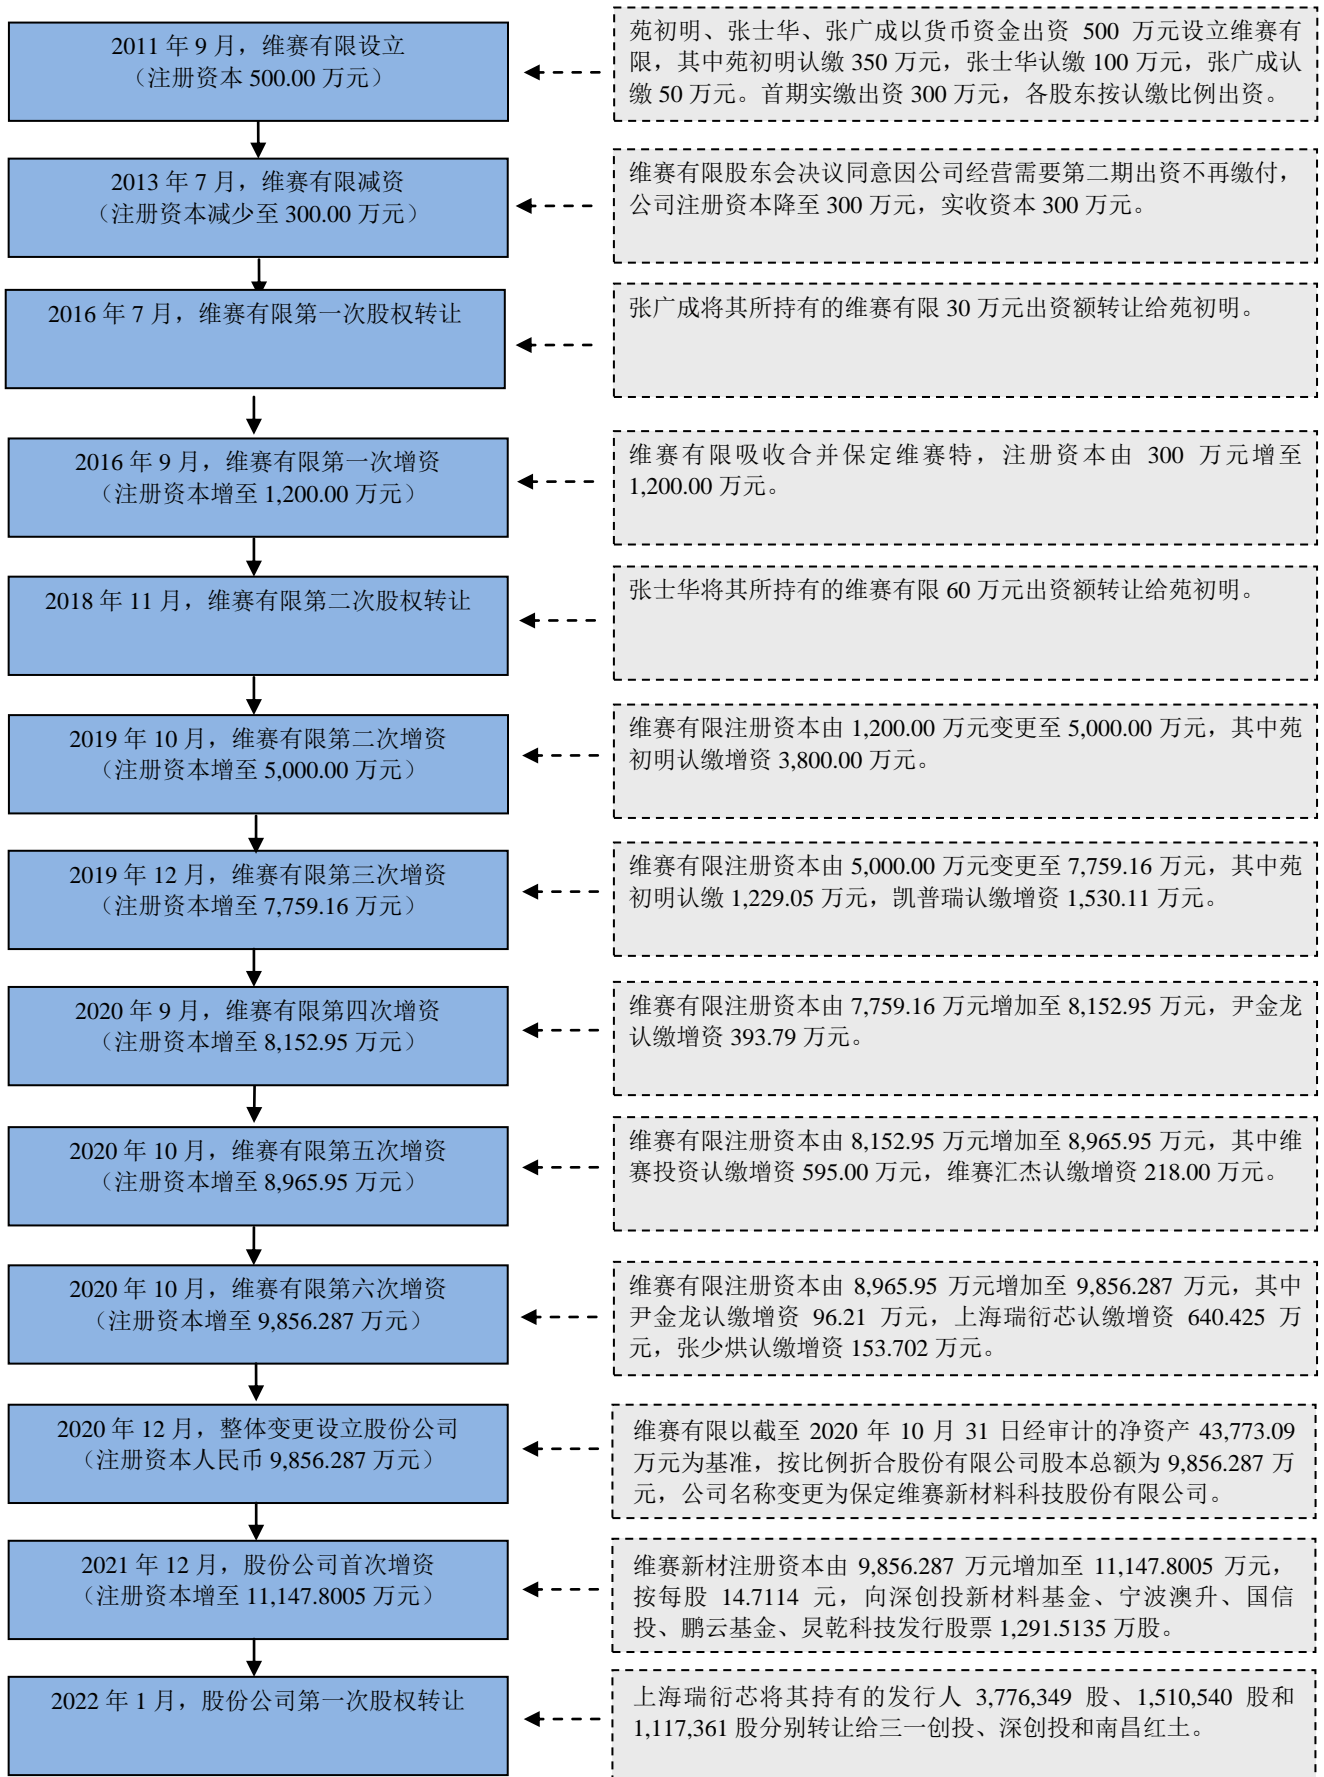 2011 年 9 月，维赛有限设立
（注册资本 500.00 万元）
苑初明、张士华、张广成以货币资金出资 500 万元设立维赛有
限，其中苑初明认缴 350 万元，张士华认缴 100 万元，张广成认
缴 50 万元。首期实缴出资 300 万元，各股东按认缴比例出资。
2013 年 7 月，维赛有限减资
（注册资本减少至 300.00 万元）
维赛有限股东会决议同意因公司经营需要第二期出资不再缴付，
公司注册资本降至 300 万元，实收资本 300 万元。
2016 年 7 月，维赛有限第一次股权转让
张广成将其所持有的维赛有限 30 万元出资额转让给苑初明。
2016 年 9 月，维赛有限第一次增资
（注册资本增至 1,200.00 万元）
维赛有限吸收合并保定维赛特，注册资本由 300 万元增至
1,200.00 万元。
2018 年 11 月，维赛有限第二次股权转让
张士华将其所持有的维赛有限 60 万元出资额转让给苑初明。
2019 年 10 月，维赛有限第二次增资
（注册资本增至 5,000.00 万元）
维赛有限注册资本由 1,200.00 万元变更至 5,000.00 万元，其中苑
初明认缴增资 3,800.00 万元。
2019 年 12 月，维赛有限第三次增资
（注册资本增至 7,759.16 万元）
维赛有限注册资本由 5,000.00 万元变更至 7,759.16 万元，其中苑
初明认缴 1,229.05 万元，凯普瑞认缴增资 1,530.11 万元。
2020 年 9 月，维赛有限第四次增资
（注册资本增至 8,152.95 万元）
维赛有限注册资本由 7,759.16 万元增加至 8,152.95 万元，尹金龙
认缴增资 393.79 万元。
2020 年 10 月，维赛有限第五次增资
（注册资本增至 8,965.95 万元）
维赛有限注册资本由 8,152.95 万元增加至 8,965.95 万元，其中维
赛投资认缴增资 595.00 万元，维赛汇杰认缴增资 218.00 万元。
2020 年 10 月，维赛有限第六次增资
（注册资本增至 9,856.287 万元）
维赛有限注册资本由 8,965.95 万元增加至 9,856.287 万元，其中
尹金龙认缴增资 96.21 万元，上海瑞衍芯认缴增资 640.425 万
元，张少烘认缴增资 153.702 万元。
2020 年 12 月，整体变更设立股份公司
（注册资本人民币 9,856.287 万元）
维赛有限以截至 2020 年 10 月 31 日经审计的净资产 43,773.09
万元为基准，按比例折合股份有限公司股本总额为 9,856.287 万
元，公司名称变更为保定维赛新材料科技股份有限公司。
2021 年 12 月，股份公司首次增资
（注册资本增至 11,147.8005 万元）
维赛新材注册资本由 9,856.287 万元增加至 11,147.8005 万元，
按每股 14.7114 元，向深创投新材料基金、宁波澳升、国信
投、鹏云基金、炅乾科技发行股票 1,291.5135 万股。
2022 年 1 月，股份公司第一次股权转让
上海瑞衍芯将其持有的发行人 3,776,349 股、1,510,540 股和
1,117,361 股分别转让给三一创投、深创投和南昌红土。